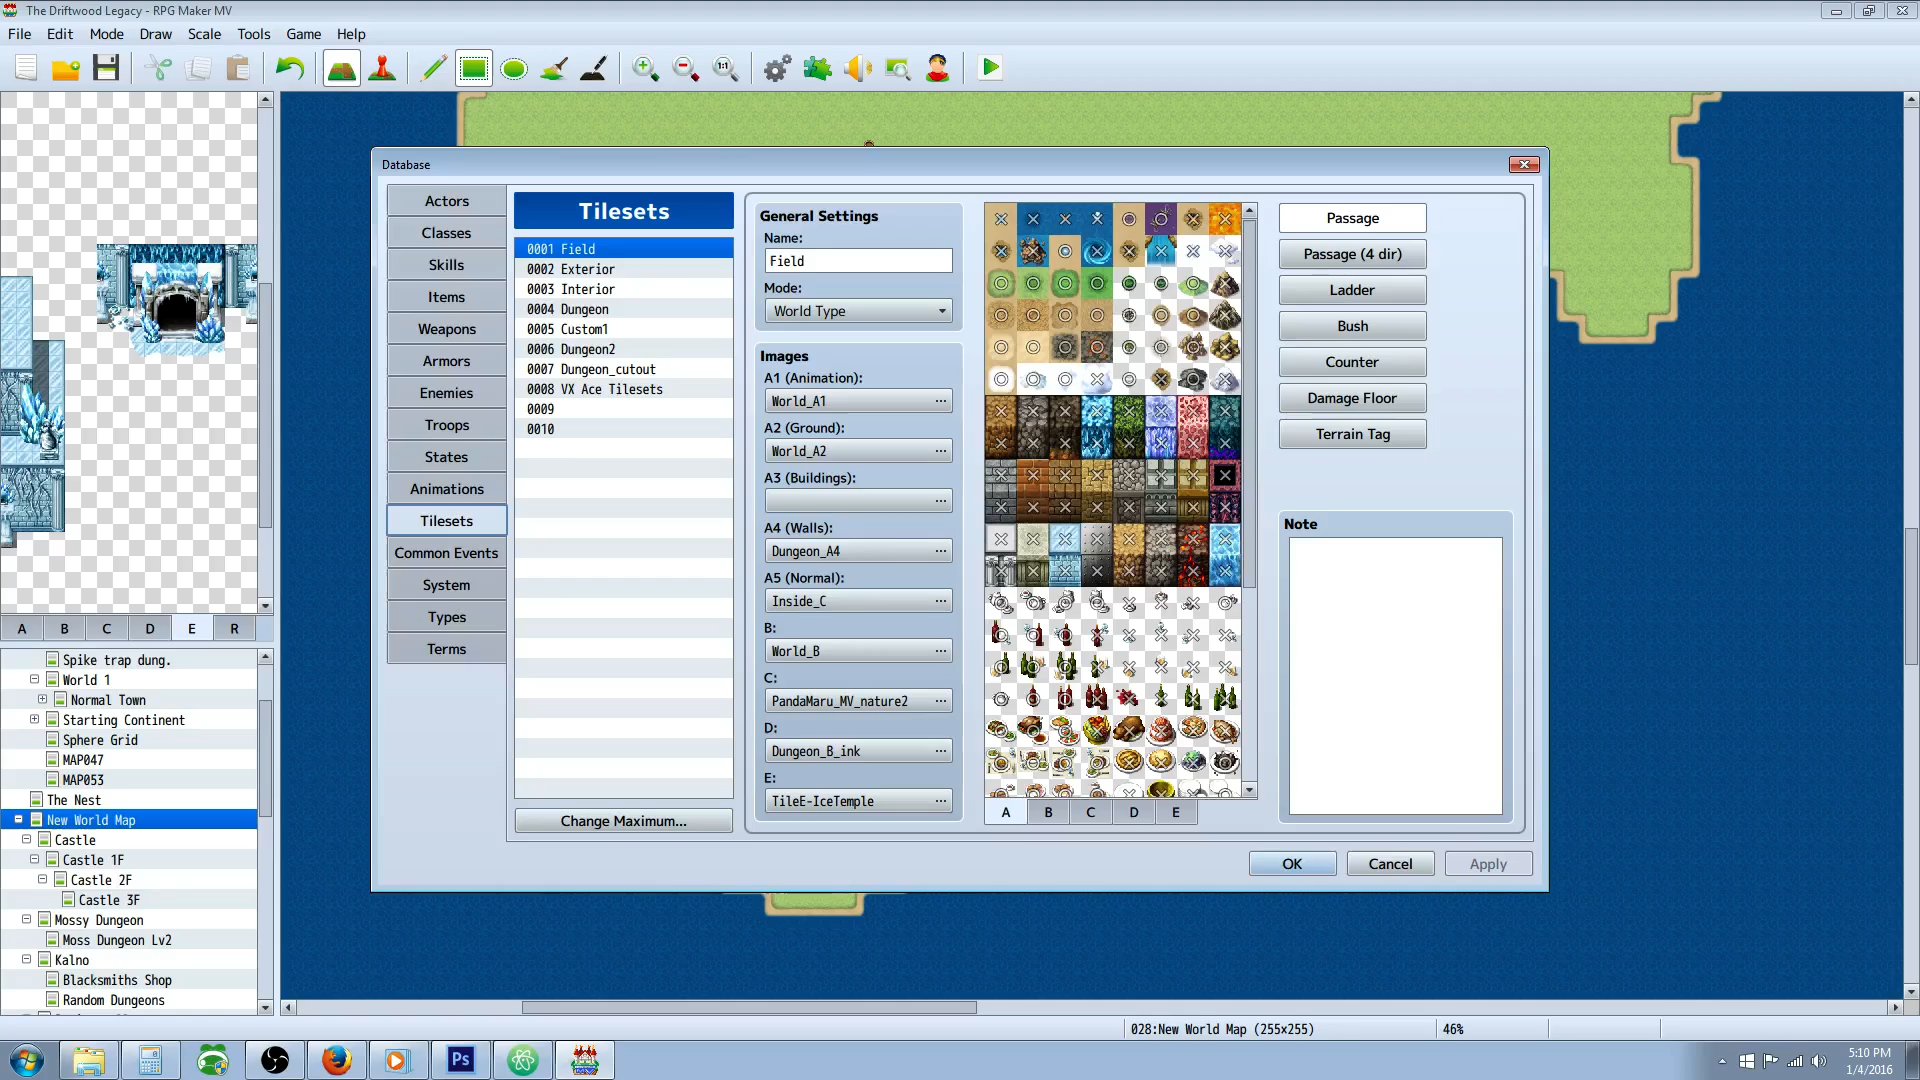 The Driftwood Legacy - RPG Maker MV
File Edit Mode Draw Scale Tools Game Help
1:1
Database
Actors
Classes
Skills
Items
Weapons
Armors
Enemies
Troops
States
Animations
Tilesets
Common Events
System
Types
Terms
Tilesets
0001 Field
0002 Exterior
0003 Interior
0004 Dungeon
0005 Custom1
0006 Dungeon2
0007 Dungeon_cutout
0008 VX Ace Tilesets
0009
0010
Change Maximum...
General Settings
Name:
Field
Mode:
World Type
Images
A1 (Animation):
World_A1 ...
A2 (Ground):
World_A2 ...
A3 (Buildings):
...
A4 (Walls):
Dungeon_A4 ...
A5 (Normal):
Inside_C ...
B:
World_B ...
C:
PandaMaru_MV_nature2 ...
D:
Dungeon_B_ink ...
E:
TileE-IceTemple ...
A B C D E
Passage
Passage (4 dir)
Ladder
Bush
Counter
Damage Floor
Terrain Tag
Note
OK Cancel Apply
A B C D E R
Spike trap dung.
World 1
Normal Town
Starting Continent
Sphere Grid
MAP047
MAP053
The Nest
New World Map
Castle
Castle 1F
Castle 2F
Castle 3F
Mossy Dungeon
Moss Dungeon Lv2
Kalno
Blacksmiths Shop
Random Dungeons
028:New World Map (255x255) 46%
Ps
5:10 PM
1/4/2016